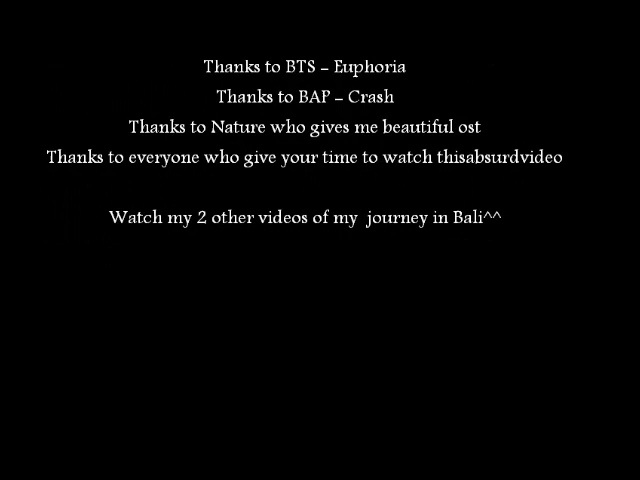 Thanks to BTS – Euphoria
Thanks to BAP – Crash
Thanks to Nature who gives me beautiful ost
Thanks to everyone who give your time to watch thisabsurdvideo
Watch my 2 other videos of my journey in Bali^^